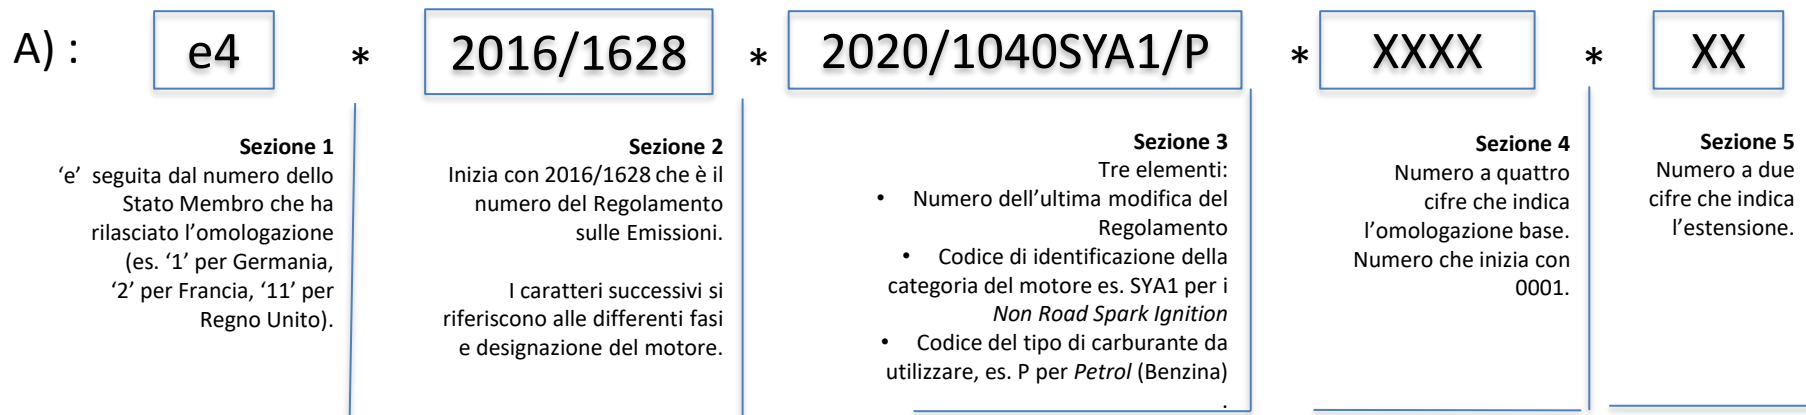 A) : e4 * 2016/1628 * 2020/1040SYA1/P * XXXX * XX
Sezione 1
‘e’ seguita dal numero dello
Stato Membro che ha
rilasciato l’omologazione
(es. ‘1’ per Germania,
‘2’ per Francia, ‘11’ per
Regno Unito).
Sezione 2
Inizia con 2016/1628 che è il
numero del Regolamento
sulle Emissioni.
I caratteri successivi si
riferiscono alle differenti fasi
e designazione del motore.
Sezione 3
Tre elementi:
• Numero dell’ultima modifica del
Regolamento
• Codice di identificazione della
categoria del motore es. SYA1 per i
Non Road Spark Ignition
• Codice del tipo di carburante da
utilizzare, es. P per Petrol (Benzina)
.
Sezione 4
Numero a quattro
cifre che indica
l’omologazione base.
Numero che inizia con
0001.
Sezione 5
Numero a due
cifre che indica
l’estensione.